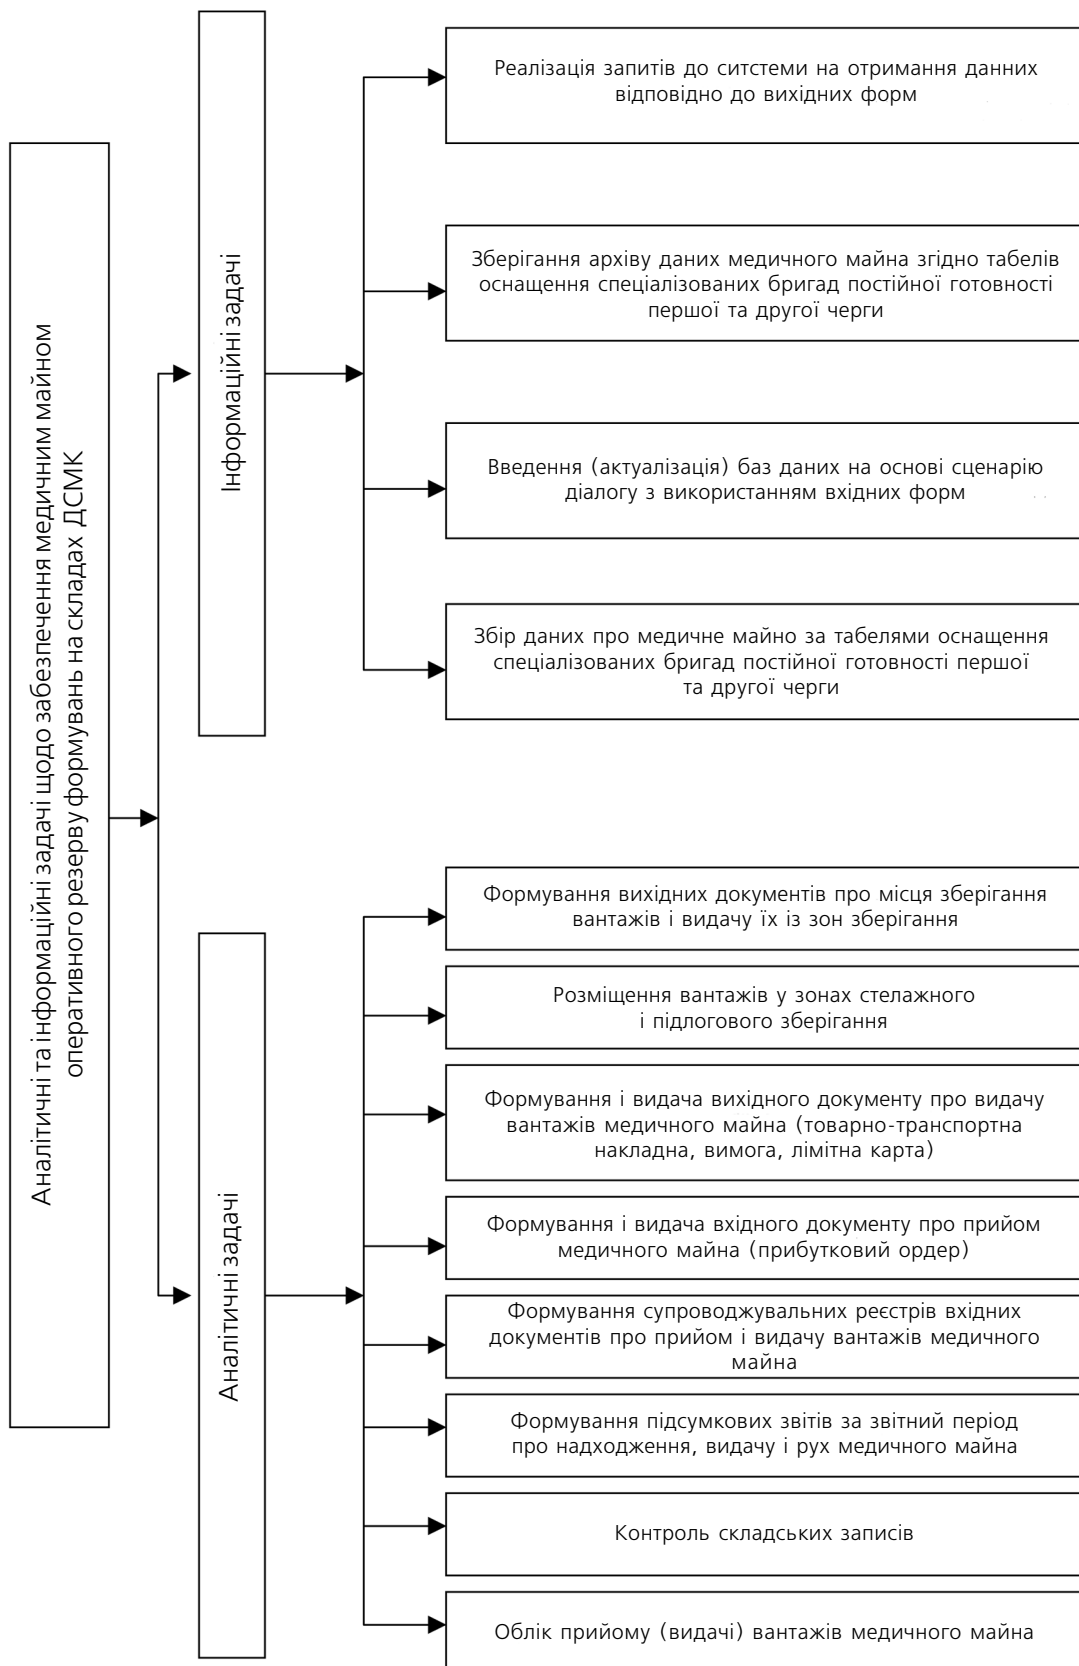 Аналітичні та інформаційні задачі щодо забезпечення медичним майном
оперативного резерву формувань на складах ДСМК
Інформаційні задачі
Реалізація запитів до ситстеми на отримання данних
відповідно до вихідних форм
Зберігання архіву даних медичного майна згідно табелів
оснащення спеціалізованих бригад постійної готовності
першої та другої черги
Введення (актуалізація) баз даних на основі сценарію
діалогу з використанням вхідних форм
Збір даних про медичне майно за табелями оснащення
спеціалізованих бригад постійної готовності першої
та другої черги
Аналітичні задачі
Формування вихідних документів про місця зберігання
вантажів і видачу їх із зон зберігання
Розміщення вантажів у зонах стелажного
і підлогового зберігання
Формування і видача вихідного документу про видачу
вантажів медичного майна (товарно-транспортна
накладна, вимога, лімітна карта)
Формування і видача вхідного документу про прийом
медичного майна (прибутковий ордер)
Формування супроводжувальних реєстрів вхідних
документів про прийом і видачу вантажів медичного
майна
Формування підсумкових звітів за звітний період
про надходження, видачу і рух медичного майна
Контроль складських записів
Облік прийому (видачі) вантажів медичного майна